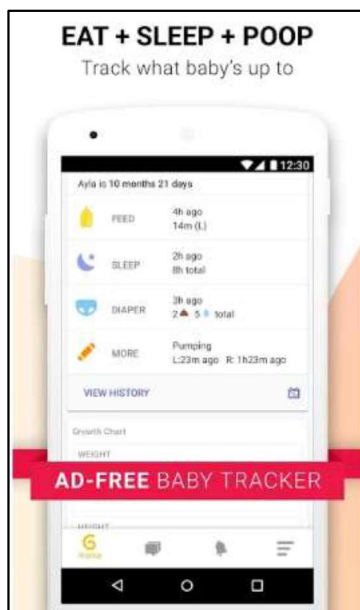 EAT + SLEEP + POOP
Track what baby's up to
12:30
Ayla is 10 months 21 days
FEED
4h ago
14m (L)
SLEEP
2h ago
8h total
DIAPER
3h ago
2 5 total
MORE
Pumping
L:23m ago R: 1h23m ago
VIEW HISTORY
Growth Chart
WEIGHT
AD-FREE BABY TRACKER
HEIGHT
Home